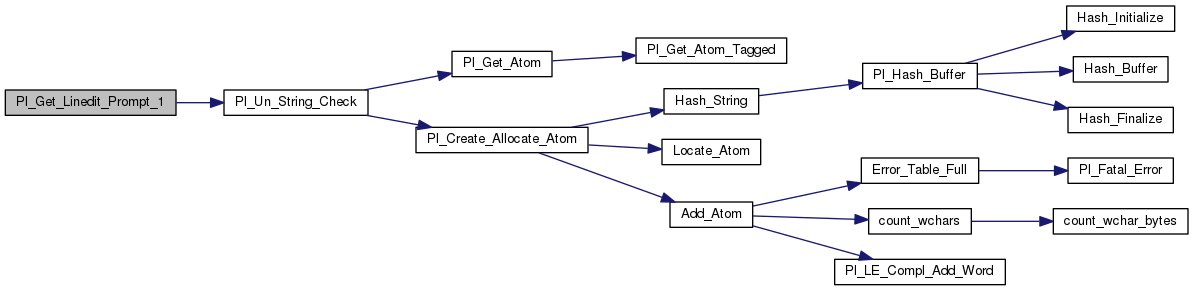 Pl_Get_Linedit_Prompt_1
Pl_Un_String_Check
Pl_Get_Atom
Pl_Get_Atom_Tagged
Pl_Create_Allocate_Atom
Hash_String
Pl_Hash_Buffer
Hash_Initialize
Hash_Buffer
Hash_Finalize
Locate_Atom
Add_Atom
Error_Table_Full
Pl_Fatal_Error
count_wchars
count_wchar_bytes
Pl_LE_Compl_Add_Word